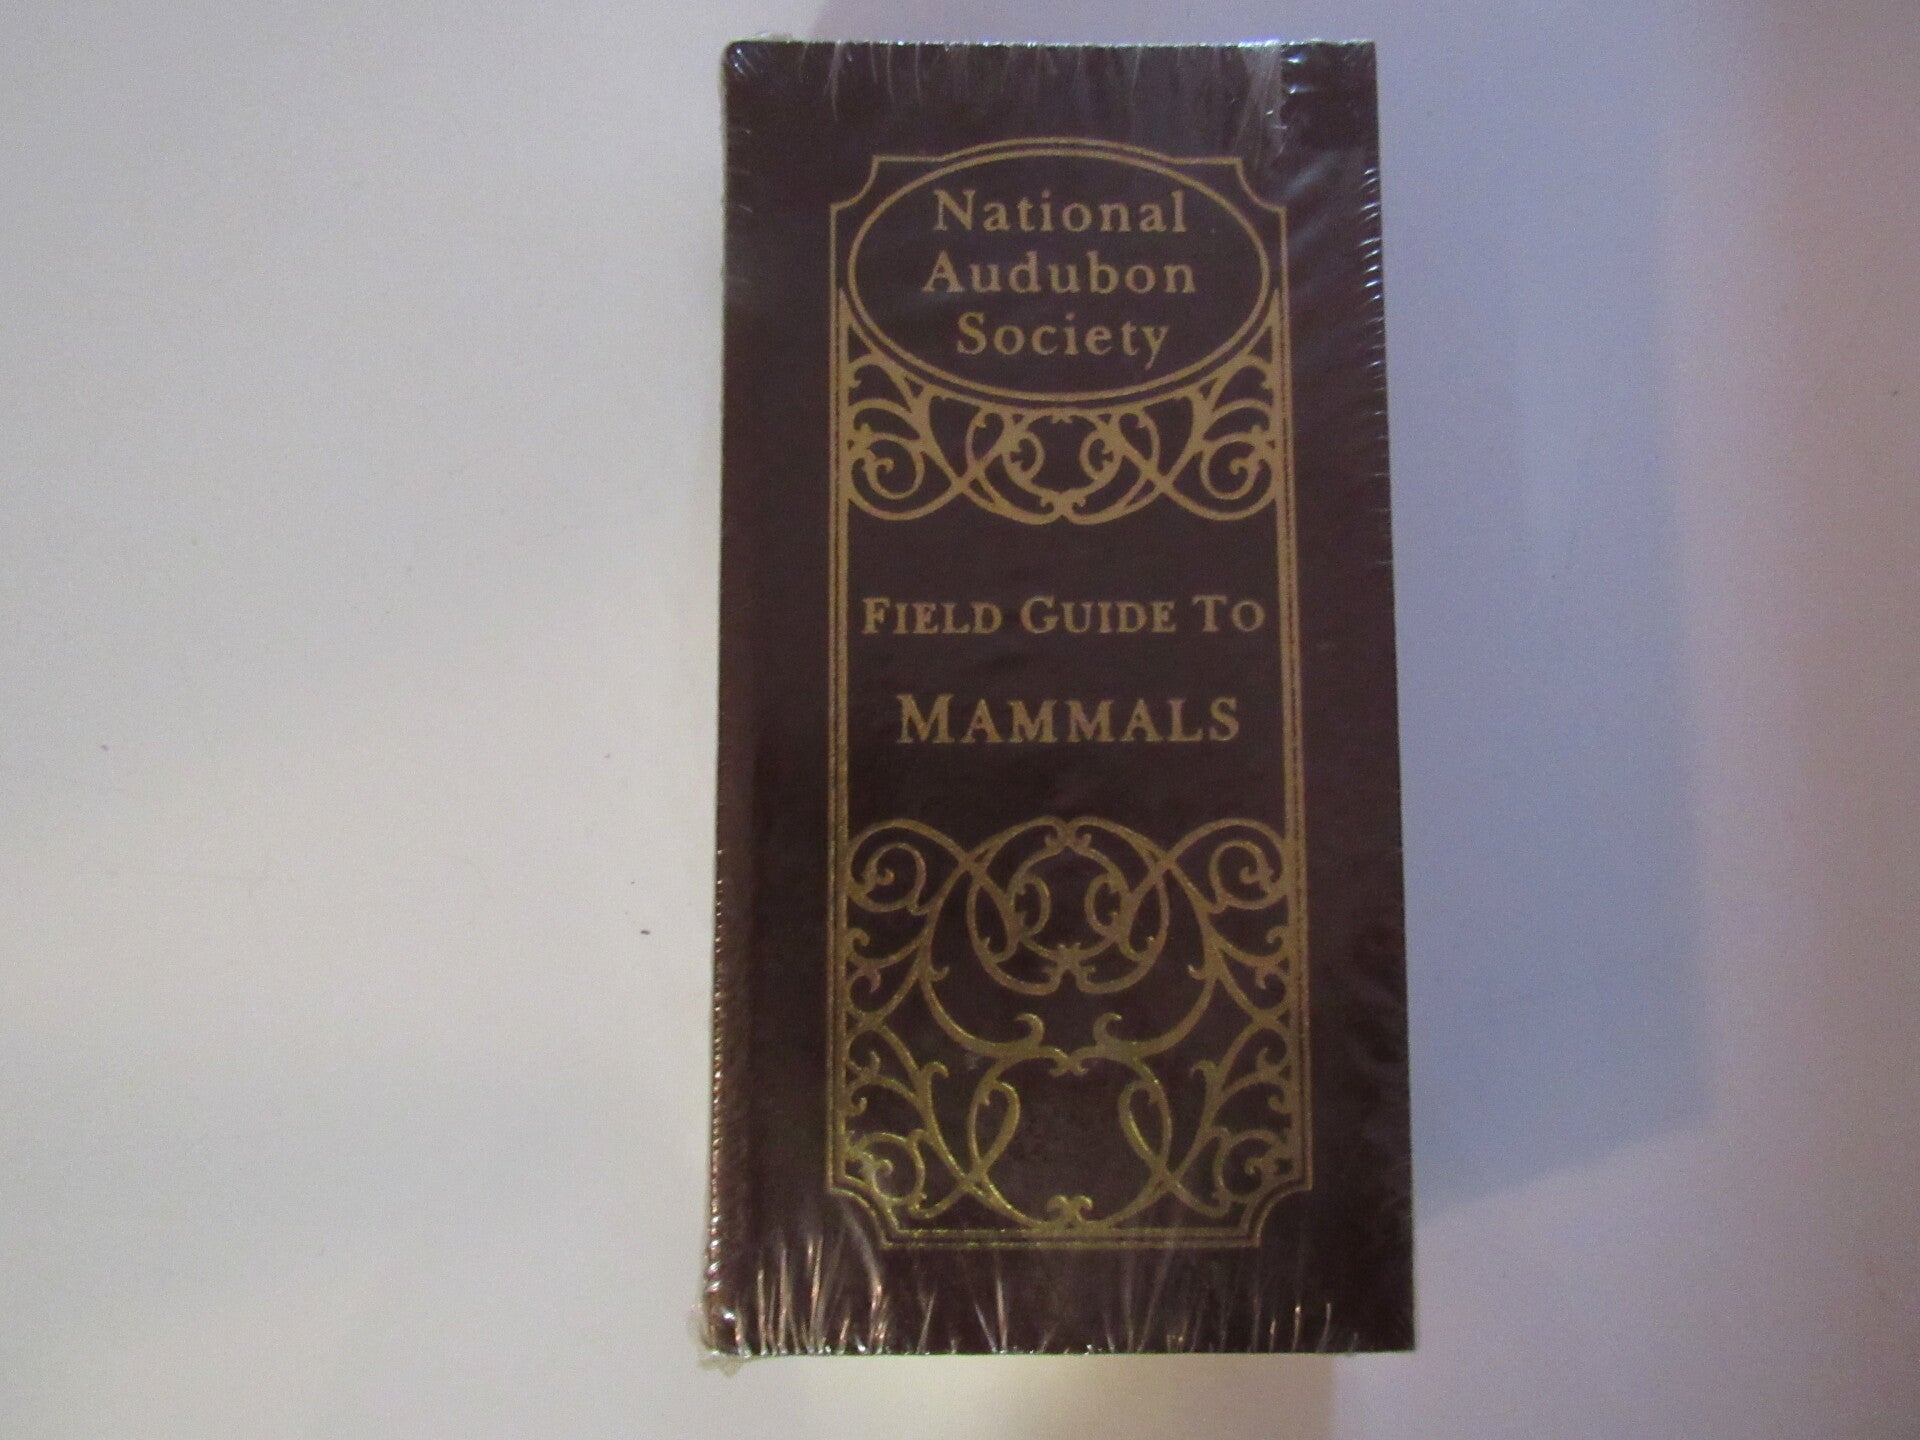 National
Audubon
Society
FIELD GUIDE TO
MAMMALS